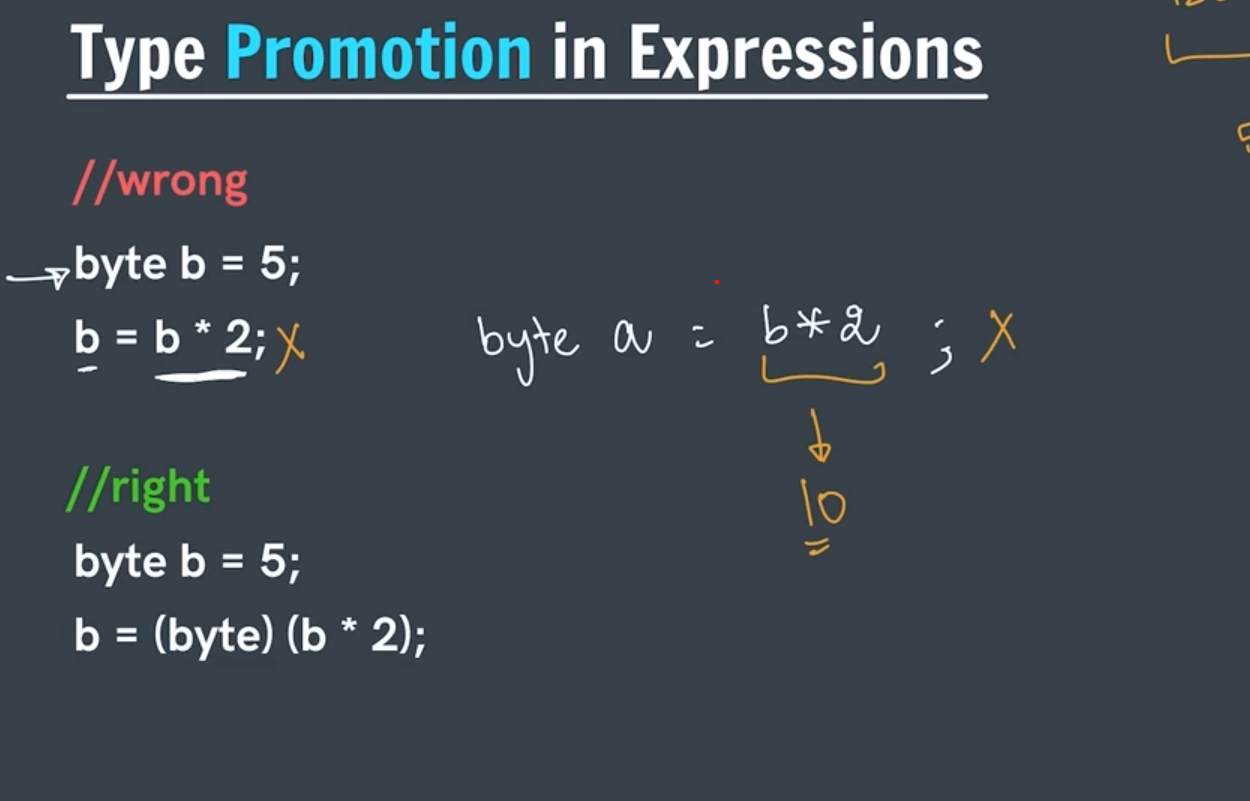 Type Promotion in Expressions
//wrong
byte b = 5;
b = b * 2; X
byte a = b*2 ; X
10
//right
byte b = 5;
b = (byte) (b * 2);